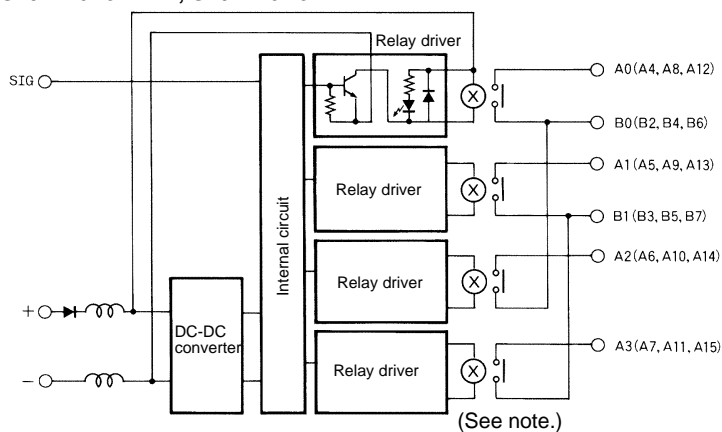 Relay driver
SIG
A0(A4, A8, A12)
B0(B2, B4, B6)
A1(A5, A9, A13)
Relay driver
B1(B3, B5, B7)
Internal circuit
A2(A6, A10, A14)
Relay driver
+
DC-DC
converter
A3(A7, A11, A15)
Relay driver
−
(See note.)
X
X
X
X